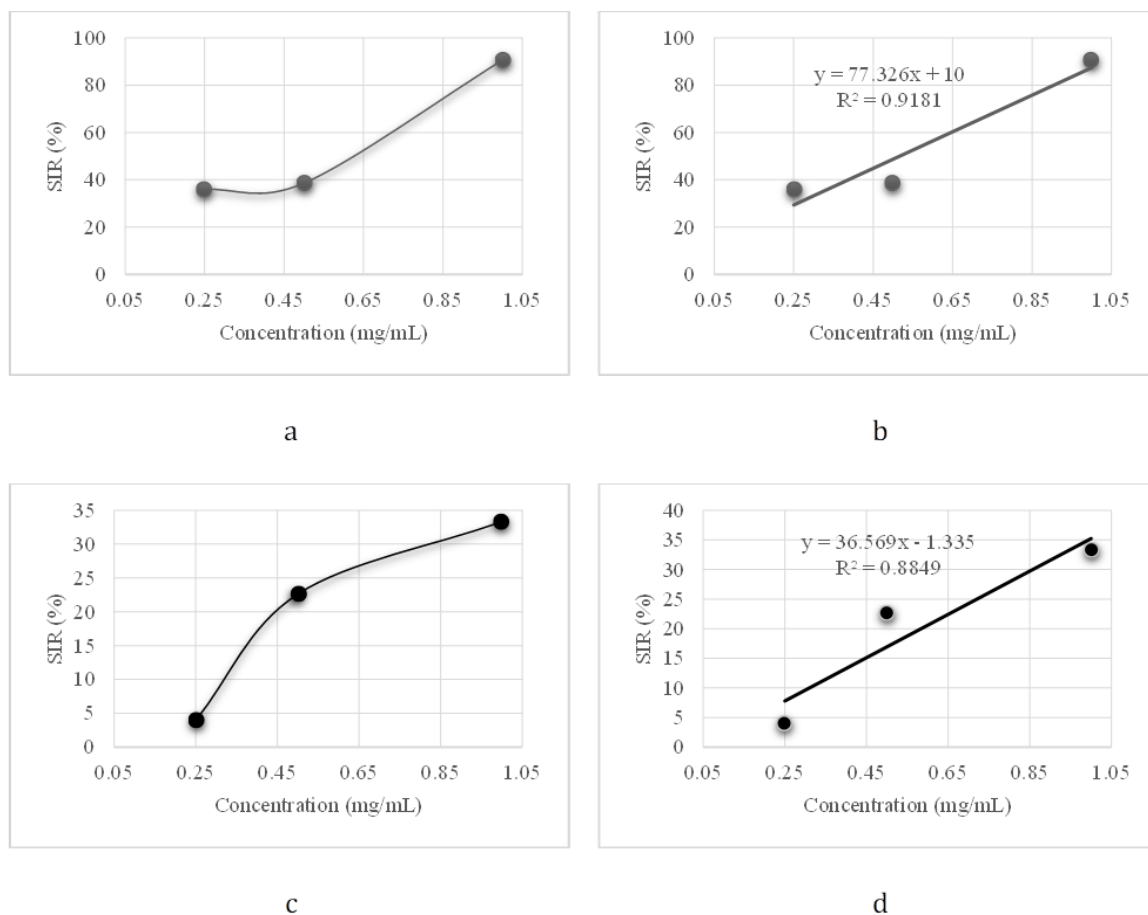 100
80
60
40
20
0
SIR (%)
0.05 0.25 0.45 0.65 0.85 1.05
Concentration (mg/mL)
a
100
80
60
40
20
0
SIR (%)
y = 77.326x + 10
R² = 0.9181
0.05 0.25 0.45 0.65 0.85 1.05
Concentration (mg/mL)
b
35
30
25
20
15
10
5
0
SIR (%)
0.05 0.25 0.45 0.65 0.85 1.05
Concentration (mg/mL)
c
40
35
30
25
20
15
10
5
0
SIR (%)
y = 36.569x - 1.335
R² = 0.8849
0.05 0.25 0.45 0.65 0.85 1.05
Concentration (mg/mL)
d